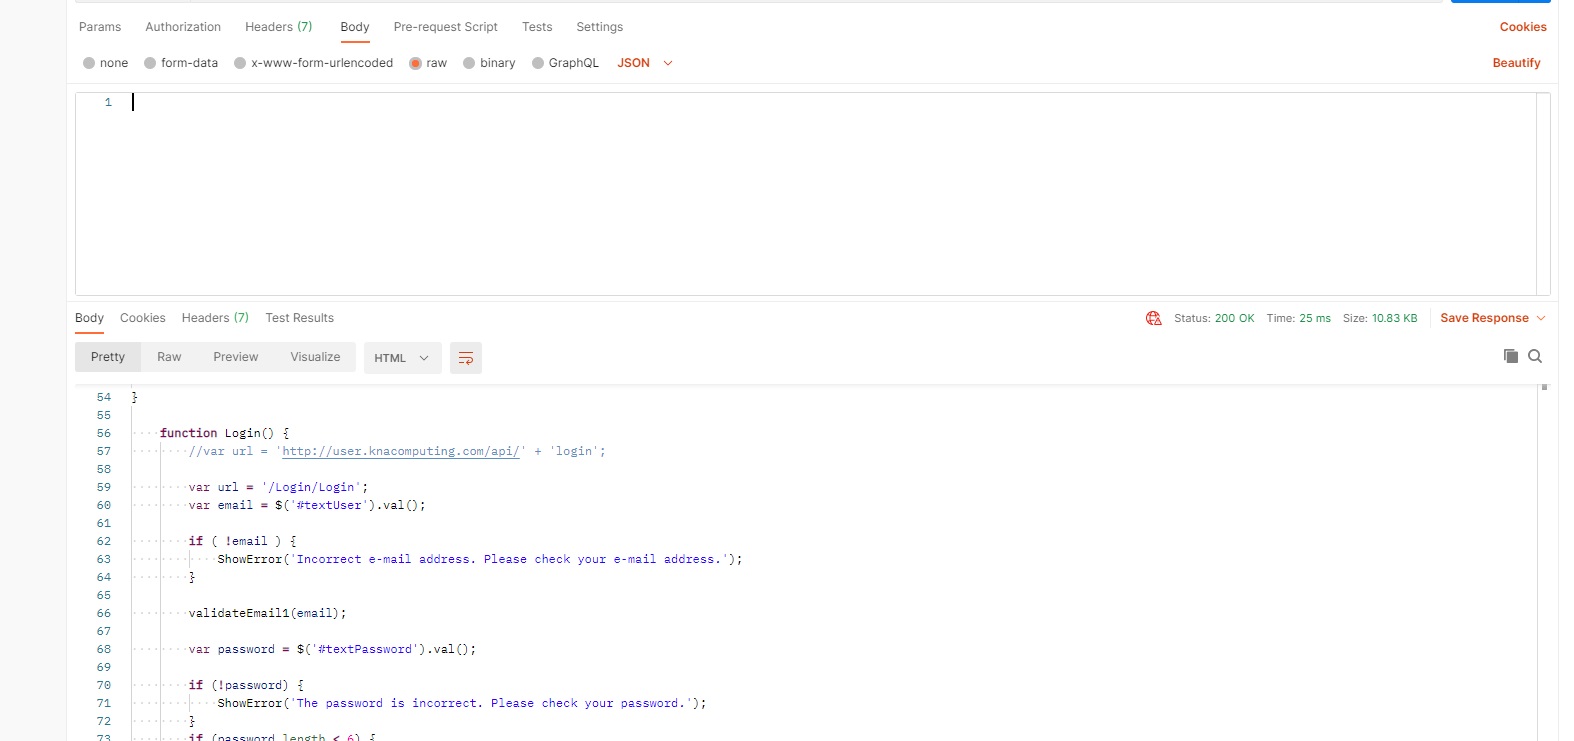 Params Authorization Headers (7) Body Pre-request Script Tests Settings Cookies
none form-data x-www-form-urlencoded raw binary GraphQL JSON Beautify
1
Body Cookies Headers (7) Test Results Status: 200 OK Time: 25 ms Size: 10.83 KB Save Response
Pretty Raw Preview Visualize HTML
54 }
55
56 function Login() {
57 //var url = 'http://user.knacomputing.com/api/' + 'login';
58
59 var url = '/Login/Login';
60 var email = $('#textUser').val();
61
62 if ( !email ) {
63 ShowError('Incorrect e-mail address. Please check your e-mail address.');
64 }
65
66 validateEmail1(email);
67
68 var password = $('#textPassword').val();
69
70 if (!password) {
71 ShowError('The password is incorrect. Please check your password.');
72 }
73 if (password.length < 6) {